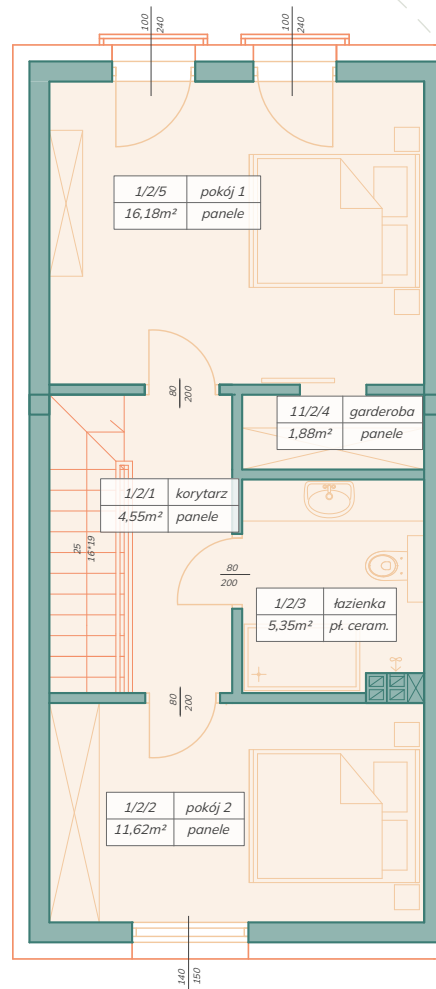 100
240
100
240
1/2/5 pokój 1
16,18m² panele
80
200
11/2/4 garderoba
1,88m² panele
1/2/1 korytarz
4,55m² panele
25
16*19
80
200
1/2/3 łazienka
5,35m² pł. ceram.
80
200
1/2/2 pokój 2
11,62m² panele
140
150